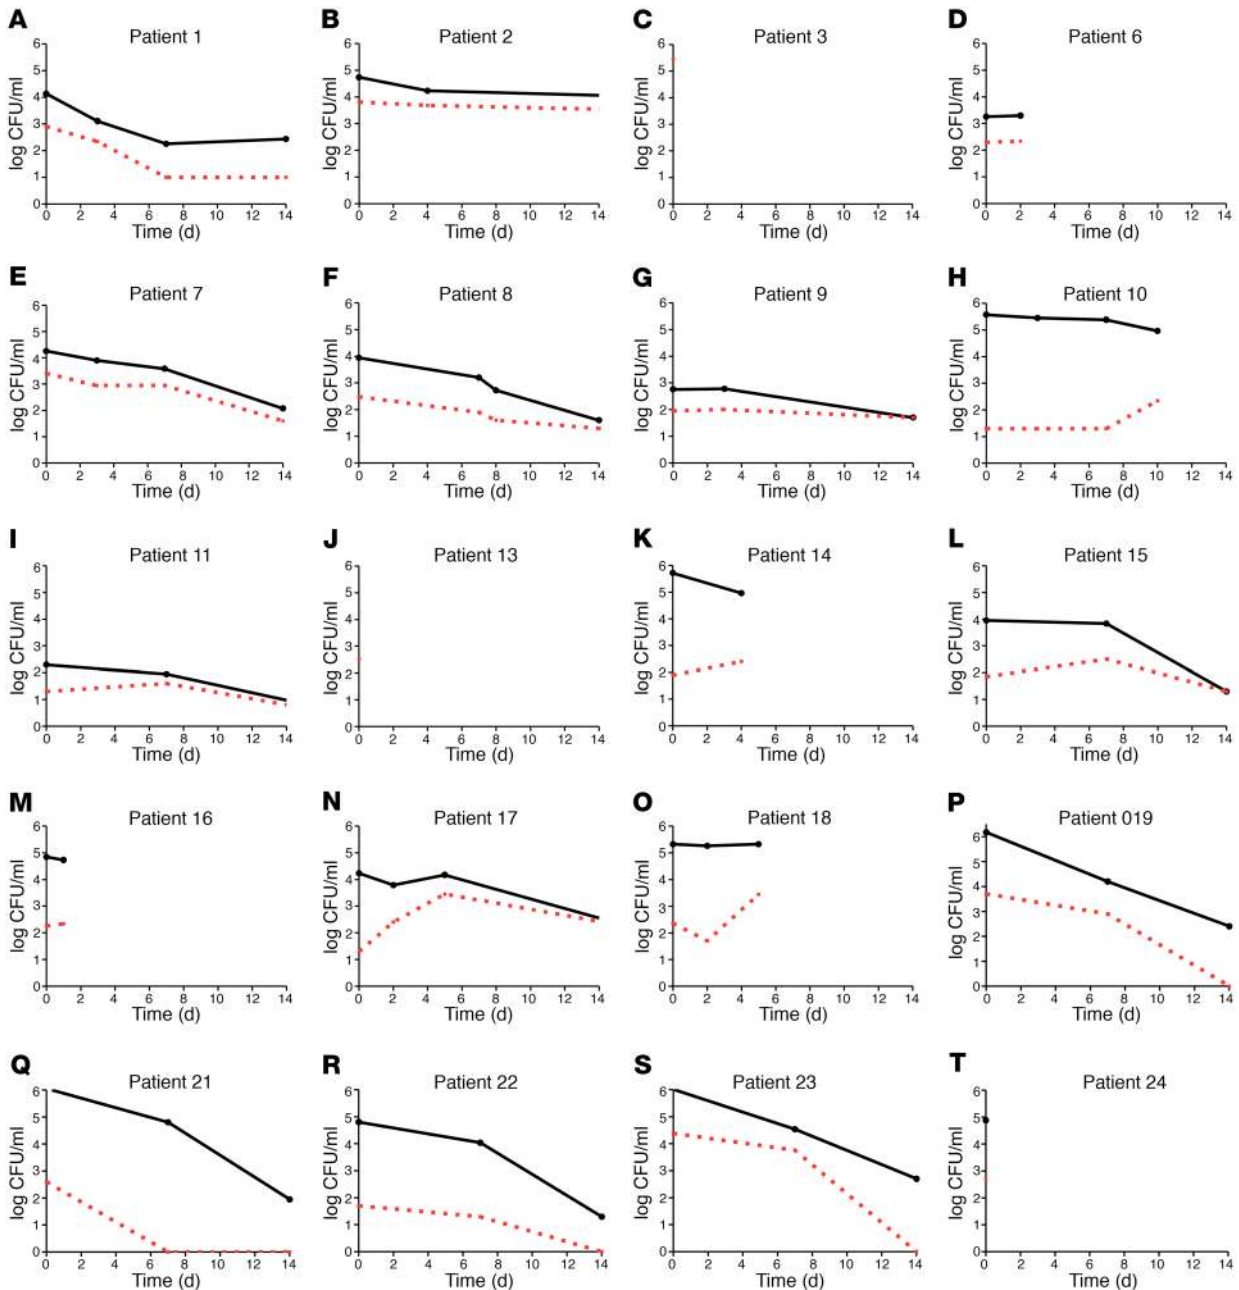 A Patient 1 B Patient 2 C Patient 3 D Patient 6
log CFU/ml 6 5 4 3 2 1 0 log CFU/ml 6 5 4 3 2 1 0 log CFU/ml 6 5 4 3 2 1 0 log CFU/ml 6 5 4 3 2 1 0
0 2 4 6 8 10 12 14 0 2 4 6 8 10 12 14 0 2 4 6 8 10 12 14 0 2 4 6 8 10 12 14
Time (d) Time (d) Time (d) Time (d)
E Patient 7 F Patient 8 G Patient 9 H Patient 10
log CFU/ml 6 5 4 3 2 1 0 log CFU/ml 6 5 4 3 2 1 0 log CFU/ml 6 5 4 3 2 1 0 log CFU/ml 6 5 4 3 2 1 0
0 2 4 6 8 10 12 14 0 2 4 6 8 10 12 14 0 2 4 6 8 10 12 14 0 2 4 6 8 10 12 14
Time (d) Time (d) Time (d) Time (d)
I Patient 11 J Patient 13 K Patient 14 L Patient 15
log CFU/ml 6 5 4 3 2 1 0 log CFU/ml 6 5 4 3 2 1 0 log CFU/ml 6 5 4 3 2 1 0 log CFU/ml 6 5 4 3 2 1 0
0 2 4 6 8 10 12 14 0 2 4 6 8 10 12 14 0 2 4 6 8 10 12 14 0 2 4 6 8 10 12 14
Time (d) Time (d) Time (d) Time (d)
M Patient 16 N Patient 17 O Patient 18 P Patient 019
log CFU/ml 6 5 4 3 2 1 0 log CFU/ml 6 5 4 3 2 1 0 log CFU/ml 6 5 4 3 2 1 0 log CFU/ml 6 5 4 3 2 1 0
0 2 4 6 8 10 12 14 0 2 4 6 8 10 12 14 0 2 4 6 8 10 12 14 0 2 4 6 8 10 12 14
Time (d) Time (d) Time (d) Time (d)
Q Patient 21 R Patient 22 S Patient 23 T Patient 24
log CFU/ml 6 5 4 3 2 1 0 log CFU/ml 6 5 4 3 2 1 0 log CFU/ml 6 5 4 3 2 1 0 log CFU/ml 6 5 4 3 2 1 0
0 2 4 6 8 10 12 14 0 2 4 6 8 10 12 14 0 2 4 6 8 10 12 14 0 2 4 6 8 10 12 14
Time (d) Time (d) Time (d) Time (d)